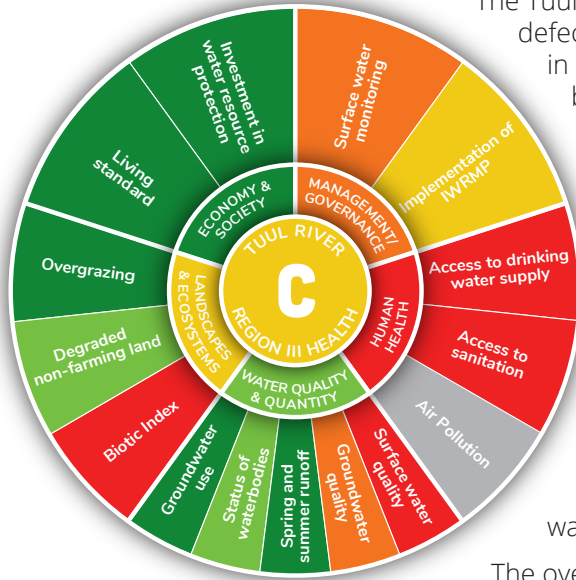 The Tuul
defec
in
b
Investment in
water resource
protection
Surface water
monitoring
Living
standard
Implementation of
IWRMP
ECONOMY &
SOCIETY
MANAGEMENT/
GOVERNANCE
TUUL RIVER
C
REGION III HEALTH
Overgrazing
Access to drinking
water supply
LANDSCAPES
& ECOSYSTEMS
HUMAN
HEALTH
Degraded
non-farming land
Access to
sanitation
WATER QUALITY
& QUANTITY
Biotic Index
Air Pollution
Groundwater
use
Status of
waterbodies
Spring and
summer runoff
Groundwater
quality
Surface water
quality
wa
The ove